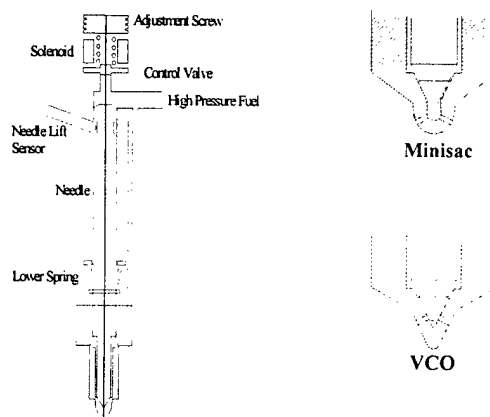 Adjustment Screw
Solenoid
Control Valve
High Pressure Fuel
Needle Lift
Sensor
Needle
Lower Spring
Minisac
VCO